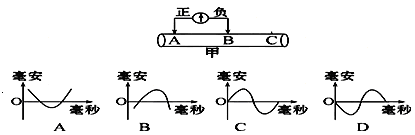 正 负
A B C
甲
毫安 毫安 毫安 毫安
O 毫秒 O 毫秒 O 毫秒 O 毫秒
A B C D